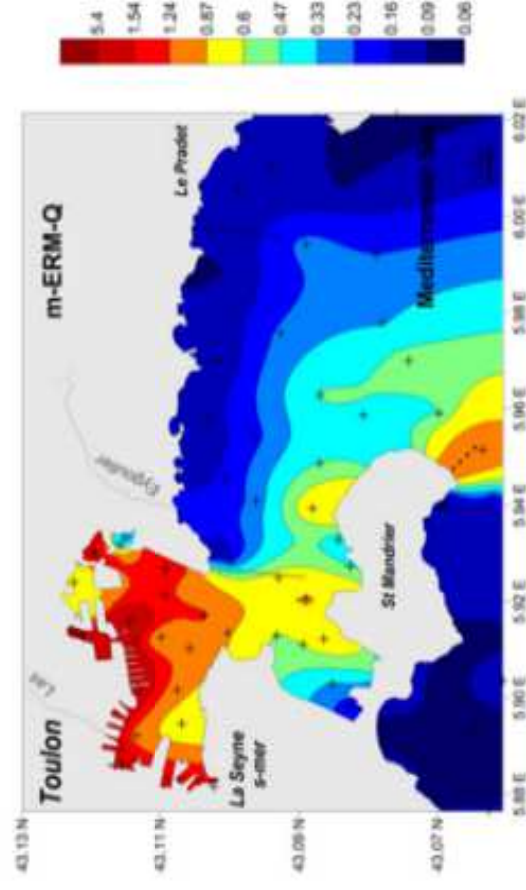 5.4
1.54
1.24
0.87
0.6
0.47
0.33
0.23
0.16
0.09
0.06
Toulon
m-ERM-Q
Las
Eygoutier
Le Pradet
La Seyne
s-mer
St Mandrier
Mediterranean
43.13 N
43.11 N
43.09 N
43.07 N
5.88 E
5.90 E
5.92 E
5.94 E
5.96 E
5.98 E
6.00 E
6.02 E